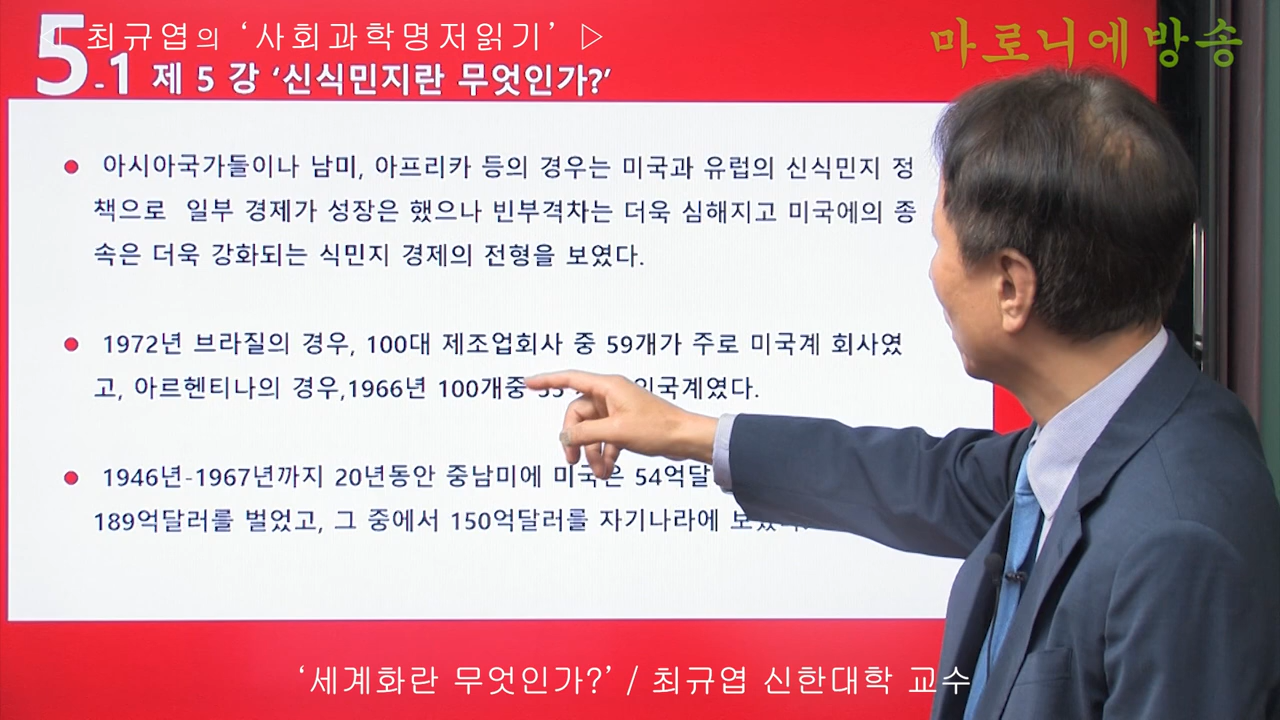 ◁ 최규엽의 ‘사회과학명저읽기’ ▷
마로니에방송
5-1 제 5 강 ‘신식민지란 무엇인가?’
• 아시아국가들이나 남미, 아프리카 등의 경우는 미국과 유럽의 신식민지 정
책으로 일부 경제가 성장은 했으나 빈부격차는 더욱 심해지고 미국에의 종
속은 더욱 강화되는 식민지 경제의 전형을 보였다.
• 1972년 브라질의 경우, 100대 제조업회사 중 59개가 주로 미국계 회사였
고, 아르헨티나의 경우,1966년 100개중 외국계였다.
• 1946년-1967년까지 20년동안 중남미에 미국은 54억달
189억달러를 벌었고, 그 중에서 150억달러를 자기나라에
‘세계화란 무엇인가?’ / 최규엽 신한대학 교수